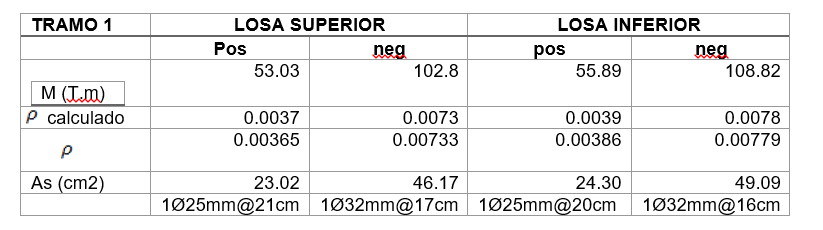 TRAMO 1 LOSA SUPERIOR LOSA INFERIOR
Pos neg pos neg
M (T.m) 53.03 102.8 55.89 108.82
ρ calculado 0.0037 0.0073 0.0039 0.0078
ρ 0.00365 0.00733 0.00386 0.00779
As (cm2) 23.02 46.17 24.30 49.09
1Ø25mm@21cm 1Ø32mm@17cm 1Ø25mm@20cm 1Ø32mm@16cm